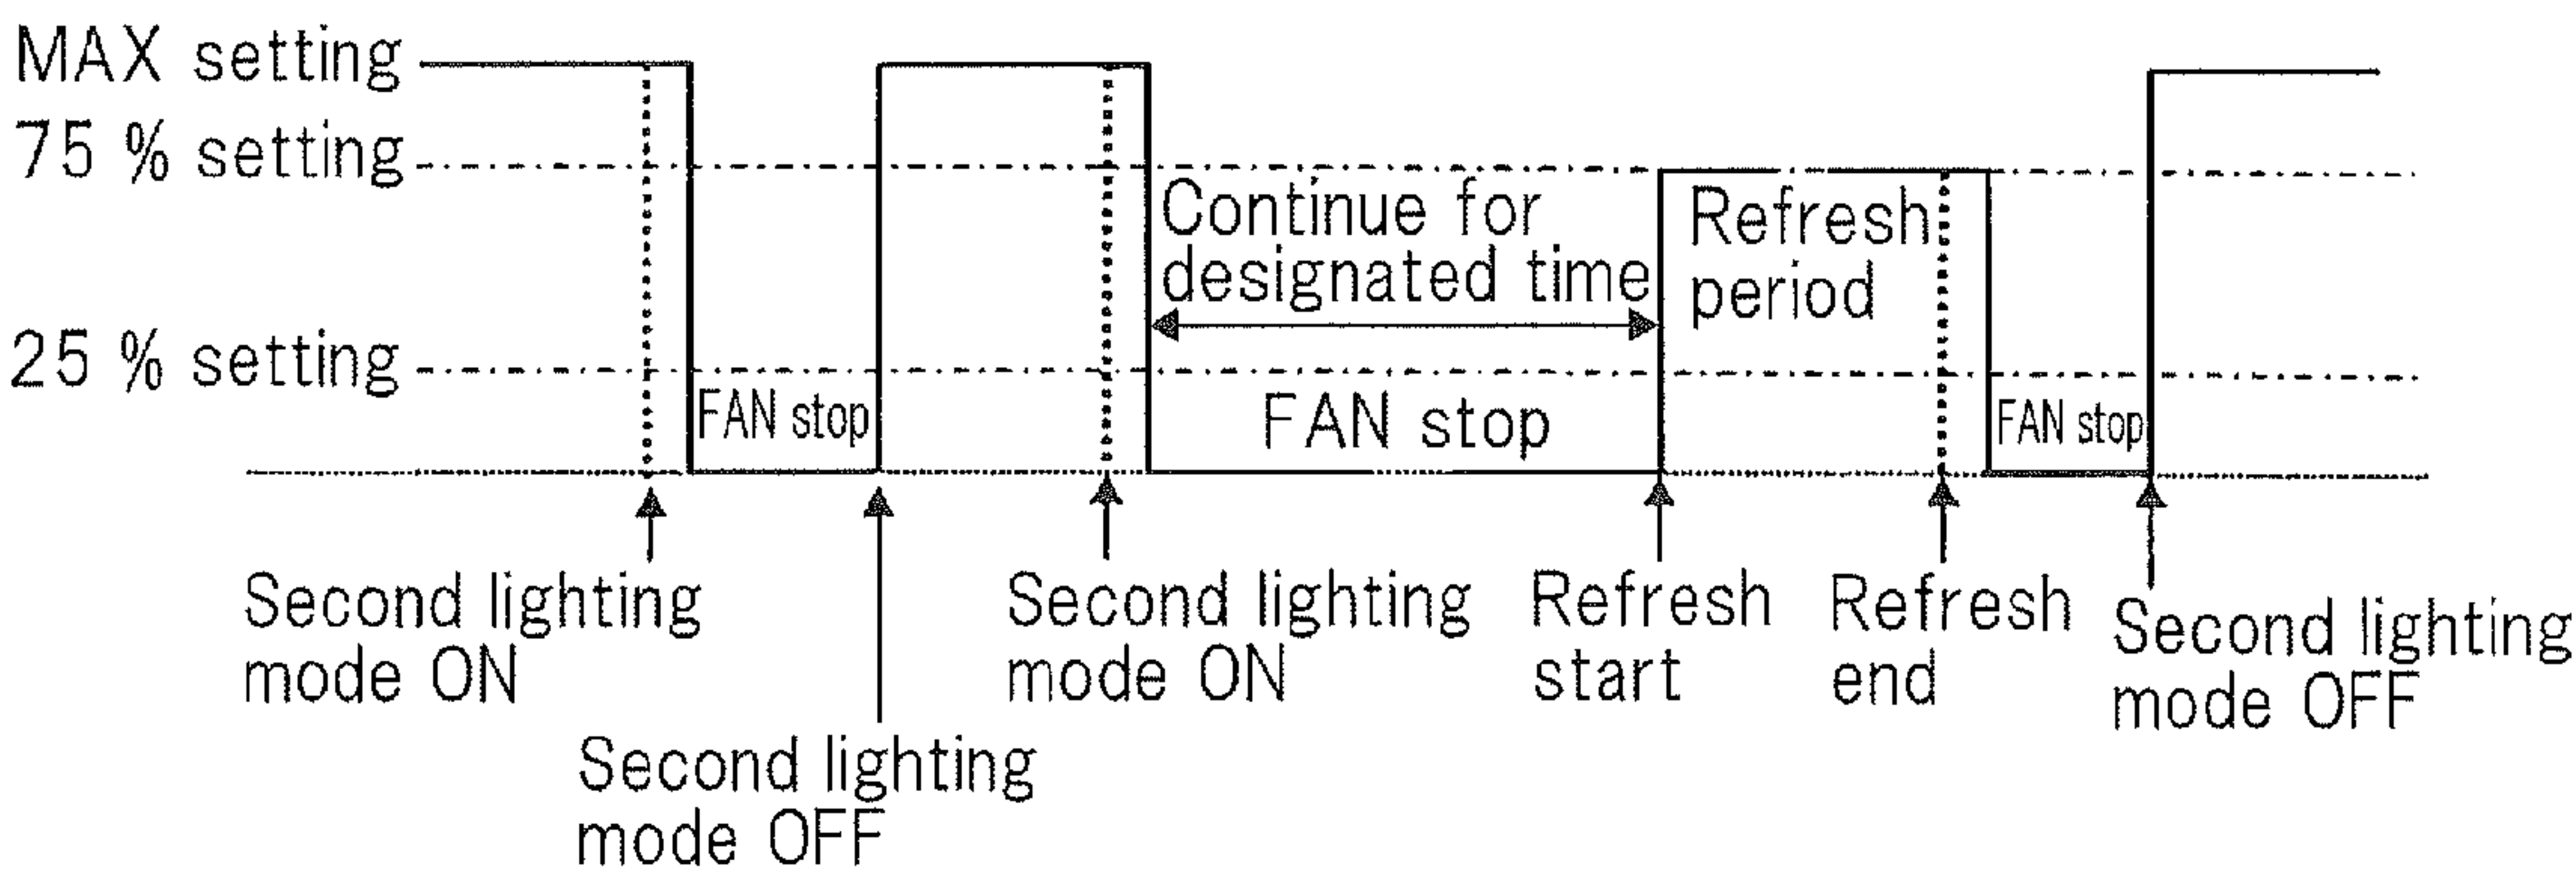 MAX setting
75 % setting
Continue for
designated time
Refresh
period
25 % setting
FAN stop
FAN stop
FAN stop
Second lighting
mode ON
Second lighting
mode OFF
Second lighting
mode ON
Refresh
start
Refresh
end
Second lighting
mode OFF